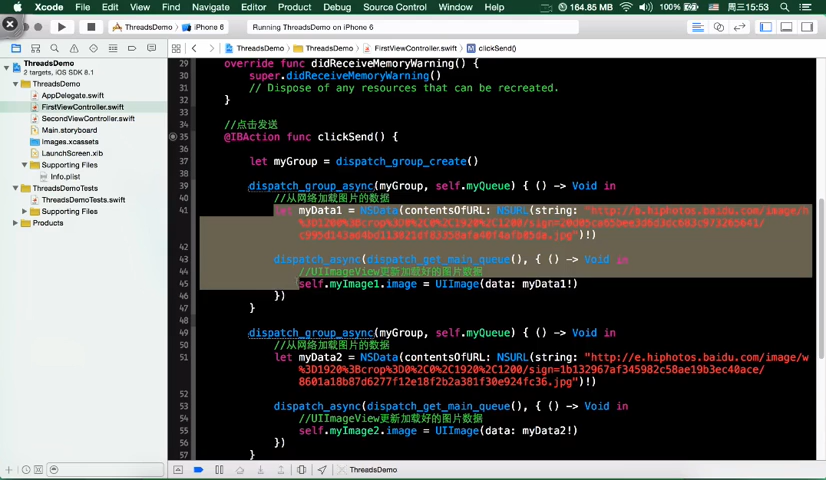 Xcode File Edit View Find Navigate Editor Product Debug Source Control Window 164.85 MB 100% 周三15:53
ThreadsDemo iPhone 6 Running ThreadsDemo on iPhone 6
ThreadsDemo ThreadsDemo FirstViewController.swift M clickSend()
ThreadsDemo
2 targets, iOS SDK 8.1
ThreadsDemo
AppDelegate.swift
FirstViewController.swift
SecondViewController.swift
Main.storyboard
Images.xcassets
LaunchScreen.xib
Supporting Files
Info.plist
ThreadsDemoTests
ThreadsDemoTests.swift
Supporting Files
Products
29 override func didReceiveMemoryWarning() {
30 super.didReceiveMemoryWarning()
31 // Dispose of any resources that can be recreated.
32 }
33
34 //点击发送
35 @IBAction func clickSend() {
36
37 let myGroup = dispatch_group_create()
38
39 dispatch_group_async(myGroup, self.myQueue) { () -> Void in
40 //从网络加载图片的数据
41 let myData1 = NSData(contentsOfURL: NSURL(string: "http://b.hiphotos.baidu.com/image/
42
43 dispatch_async(dispatch_get_main_queue(), { () -> Void in
44 //UIImageView更新加载好的图片数据
45 self.myImage1.image = UIImage(data: myData1!)
46 })
47 }
48
49 dispatch_group_async(myGroup, self.myQueue) { () -> Void in
50 //从网络加载图片的数据
51 let myData2 = NSData(contentsOfURL: NSURL(string: "http://e.hiphotos.baidu.com/image/w
%3D1920%3Bcrop%3D0%2C0%2C1920%2C1200/sign=1b132967af345982c58ae19b3ec40ace/
8601a18b87d6277f12e18f2b2a381f30e924fc36.jpg")!)
52
53 dispatch_async(dispatch_get_main_queue(), { () -> Void in
54 //UIImageView更新加载好的图片数据
55 self.myImage2.image = UIImage(data: myData2!)
56 })
57 }
ThreadsDemo